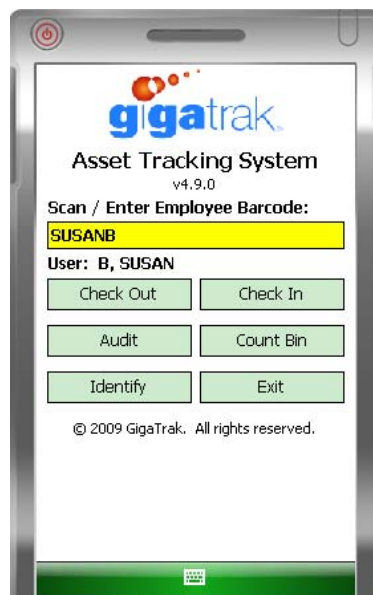 gigatrak.
Asset Tracking System
v4.9.0
Scan / Enter Employee Barcode:
SUSANB
User: B, SUSAN
Check Out Check In
Audit Count Bin
Identify Exit
© 2009 GigaTrak. All rights reserved.